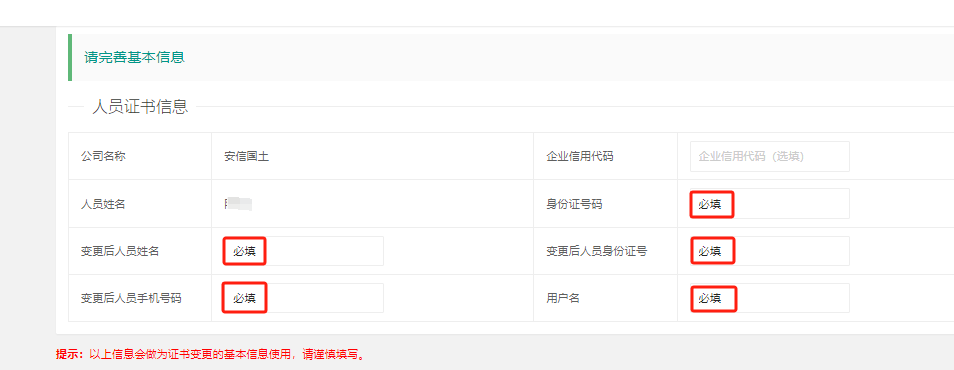 请完善基本信息
人员证书信息
公司名称 安信国土 企业信用代码 企业信用代码（选填）
人员姓名 身份证号码 必填
变更后人员姓名 必填 变更后人员身份证号 必填
变更后人员手机号码 必填 用户名 必填
提示：以上信息会做为证书变更的基本信息使用，请谨慎填写。